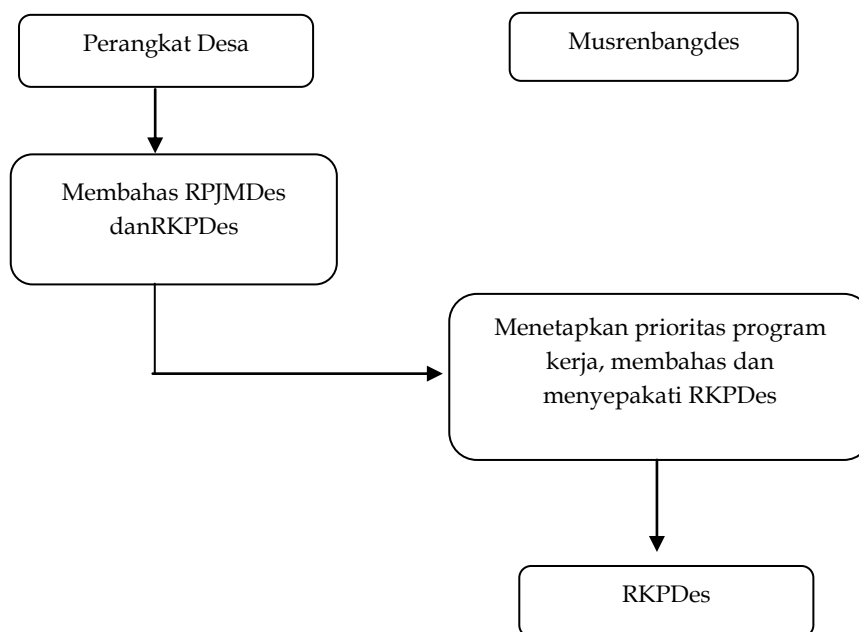 Perangkat Desa
Musrenbangdes
Membahas RPJMDes
danRKPDes
Menetapkan prioritas program
kerja, membahas dan
menyepakati RKPDes
RKPDes